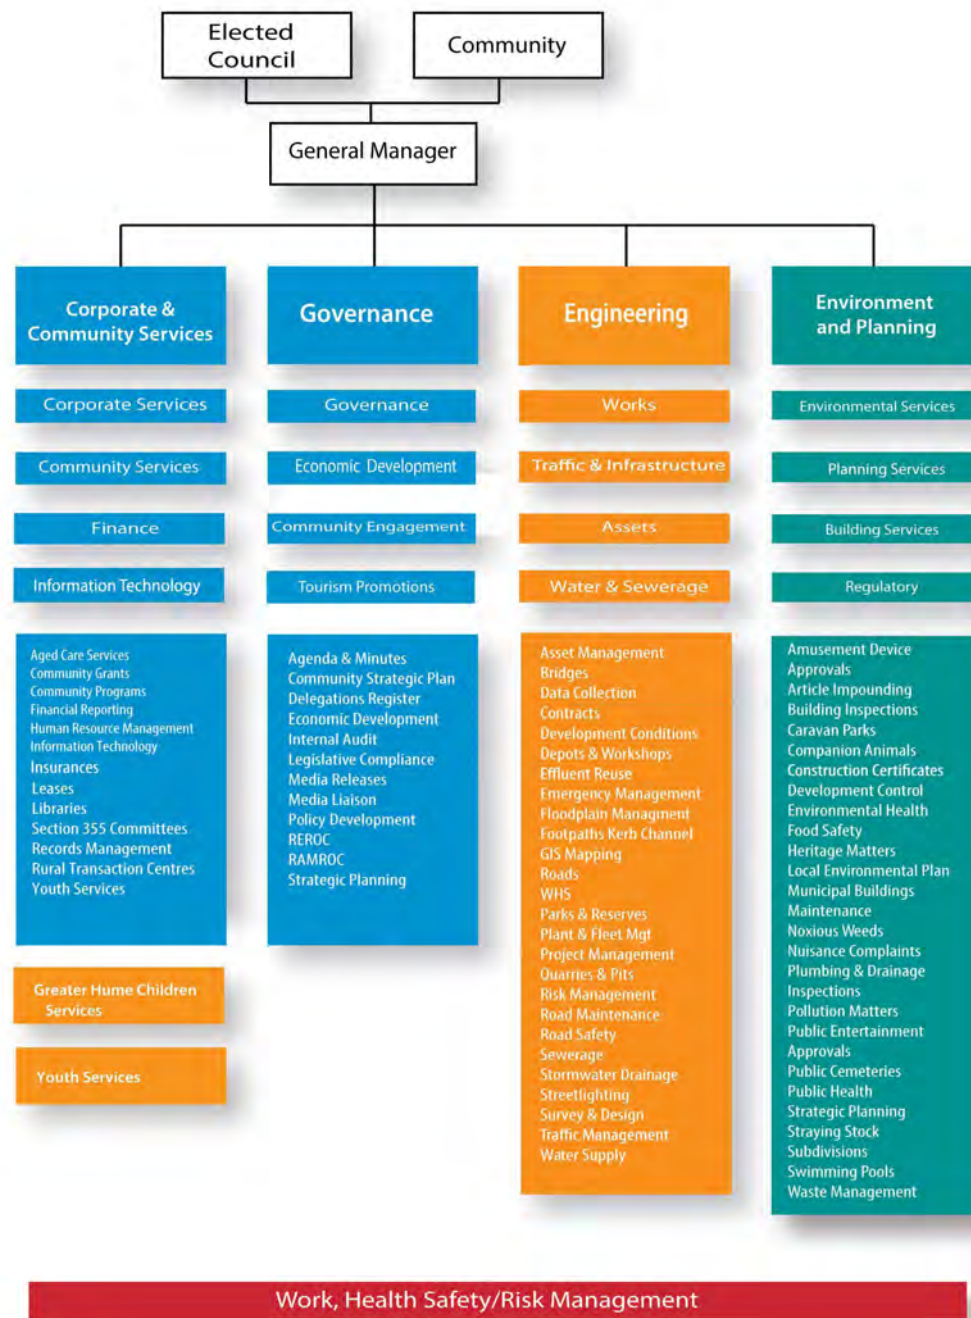 Elected
Council
Community
General Manager
Corporate &
Community Services
Corporate Services
Community Services
Finance
Information Technology
Aged Care Services
Community Grants
Community Programs
Financial Reporting
Human Resource Management
Information Technology
Insurances
Leases
Libraries
Section 355 Committees
Records Management
Rural Transaction Centres
Youth Services
Greater Hume Children
Services
Youth Services
Governance
Governance
Economic Development
Community Engagement
Tourism Promotions
Agenda & Minutes
Community Strategic Plan
Delegations Register
Economic Development
Internal Audit
Legislative Compliance
Media Releases
Media Liaison
Policy Development
REROC
RAMROC
Strategic Planning
Engineering
Works
Traffic & Infrastructure
Assets
Water & Sewerage
Asset Management
Bridges
Data Collection
Contracts
Development Conditions
Depots & Workshops
Effluent Reuse
Emergency Management
Floodplain Managment
Footpaths Kerb Channel
GIS Mapping
Roads
WHS
Parks & Reserves
Plant & Fleet Mgt
Project Management
Quarries & Pits
Risk Management
Road Maintenance
Road Safety
Sewerage
Stormwater Drainage
Streetlighting
Survey & Design
Traffic Management
Water Supply
Environment
and Planning
Environmental Services
Planning Services
Building Services
Regulatory
Amusement Device
Approvals
Article Impounding
Building Inspections
Caravan Parks
Companion Animals
Construction Certificates
Development Control
Environmental Health
Food Safety
Heritage Matters
Local Environmental Plan
Municipal Buildings
Maintenance
Noxious Weeds
Nuisance Complaints
Plumbing & Drainage
Inspections
Pollution Matters
Public Entertainment
Approvals
Public Cemeteries
Public Health
Strategic Planning
Straying Stock
Subdivisions
Swimming Pools
Waste Management
Work, Health Safety/Risk Management